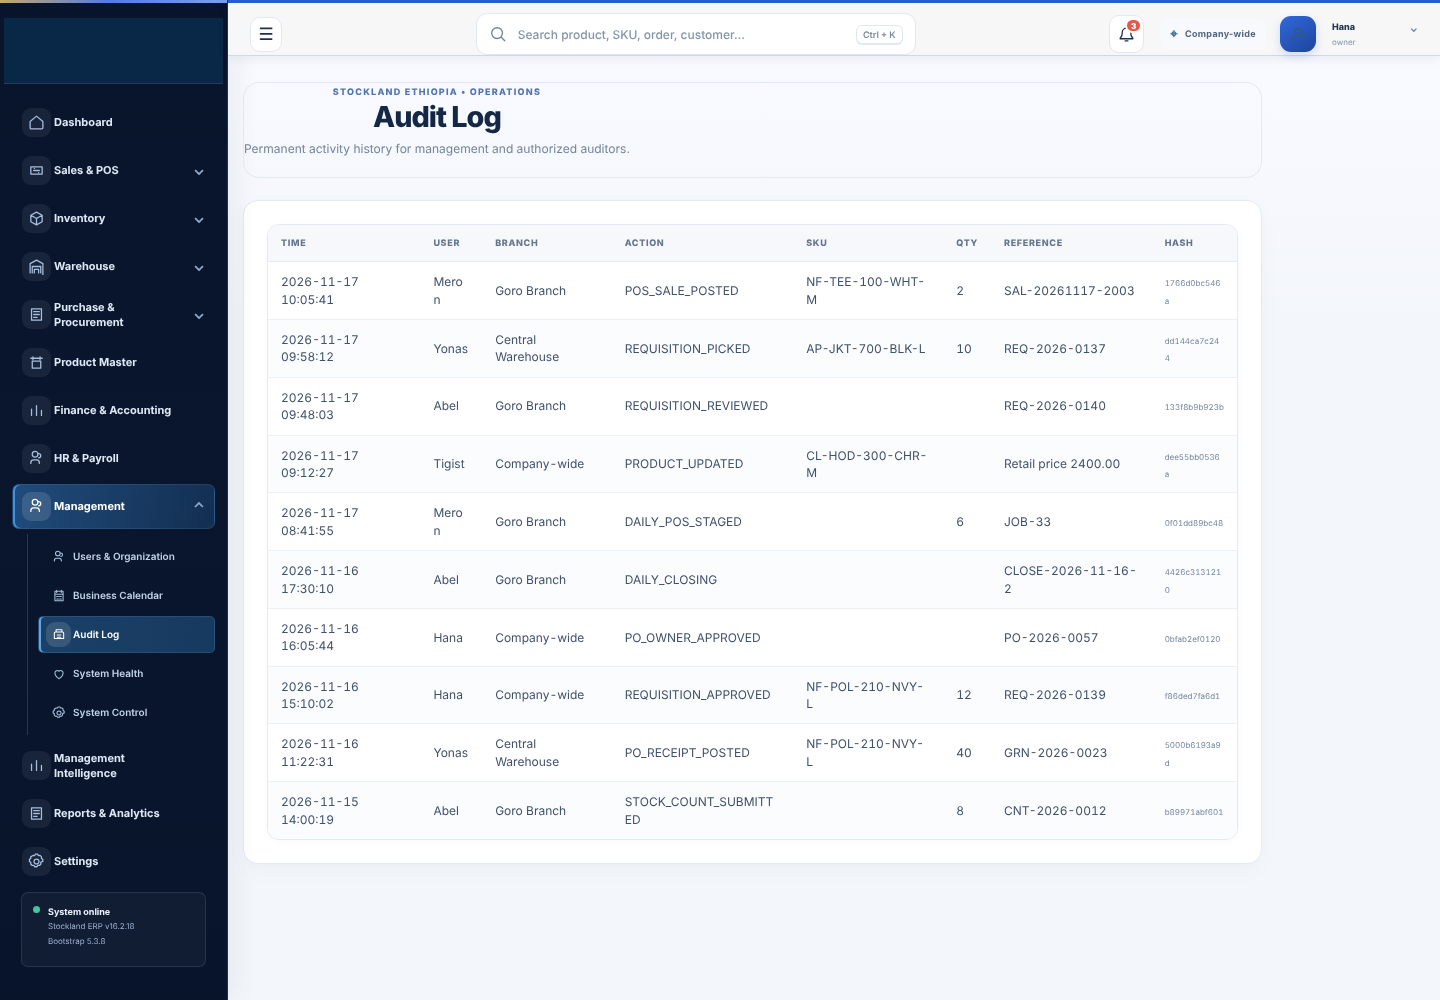 ☰
Search product, SKU, order, customer...
Ctrl + K
3
Company-wide
Hana
owner
Dashboard
Sales & POS
Inventory
Warehouse
Purchase &
Procurement
Product Master
Finance & Accounting
HR & Payroll
Management
Users & Organization
Business Calendar
Audit Log
System Health
System Control
Management
Intelligence
Reports & Analytics
Settings
System online
Stockland ERP v16.2.18
Bootstrap 5.3.8
STOCKLAND ETHIOPIA • OPERATIONS
Audit Log
Permanent activity history for management and authorized auditors.
TIME USER BRANCH ACTION SKU QTY REFERENCE HASH
2026-11-17 Mero NF-TEE-100-WHT- 1766d0bc546
10:05:41 n Goro Branch POS_SALE_POSTED M 2 SAL-20261117-2003 a
2026-11-17 Central dd144ca7c24
09:58:12 Yonas Warehouse REQUISITION_PICKED AP-JKT-700-BLK-L 10 REQ-2026-0137 4
2026-11-17
09:48:03 Abel Goro Branch REQUISITION_REVIEWED REQ-2026-0140 133f8b9b923b
2026-11-17 CL-HOD-300-CHR- dee55bb0536
09:12:27 Tigist Company-wide PRODUCT_UPDATED M Retail price 2400.00 a
2026-11-17 Mero
08:41:55 n Goro Branch DAILY_POS_STAGED 6 JOB-33 0f01dd89bc48
2026-11-16 CLOSE-2026-11-16- 4426c313121
17:30:10 Abel Goro Branch DAILY_CLOSING 2 0
2026-11-16
16:05:44 Hana Company-wide PO_OWNER_APPROVED PO-2026-0057 0bfab2ef0120
2026-11-16 NF-POL-210-NVY-
15:10:02 Hana Company-wide REQUISITION_APPROVED L 12 REQ-2026-0139 f86ded7fa6d1
2026-11-16 Central NF-POL-210-NVY- 5000b6193a9
11:22:31 Yonas Warehouse PO_RECEIPT_POSTED L 40 GRN-2026-0023 d
2026-11-15 STOCK_COUNT_SUBMITT
14:00:19 Abel Goro Branch ED 8 CNT-2026-0012 b89971abf601